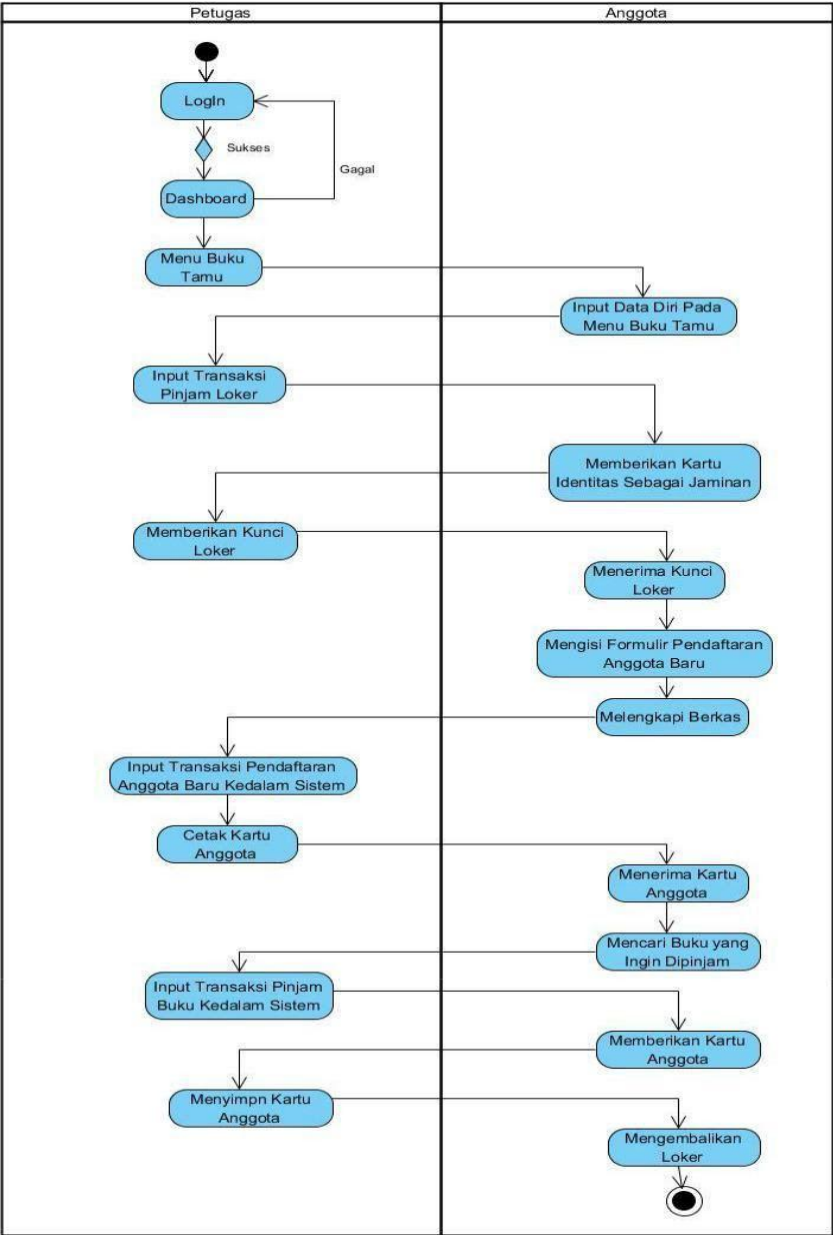 Petugas
Anggota
LogIn
Sukses
Gagal
Dashboard
Menu Buku
Tamu
Input Data Diri Pada
Menu Buku Tamu
Input Transaksi
Pinjam Loker
Memberikan Kartu
Identitas Sebagai Jaminan
Memberikan Kunci
Loker
Menerima Kunci
Loker
Mengisi Formulir Pendaftaran
Anggota Baru
Melengkapi Berkas
Input Transaksi Pendaftaran
Anggota Baru Kedalam Sistem
Cetak Kartu
Anggota
Menerima Kartu
Anggota
Mencari Buku yang
Ingin Dipinjam
Input Transaksi Pinjam
Buku Kedalam Sistem
Memberikan Kartu
Anggota
Menyimpn Kartu
Anggota
Mengembalikan
Loker